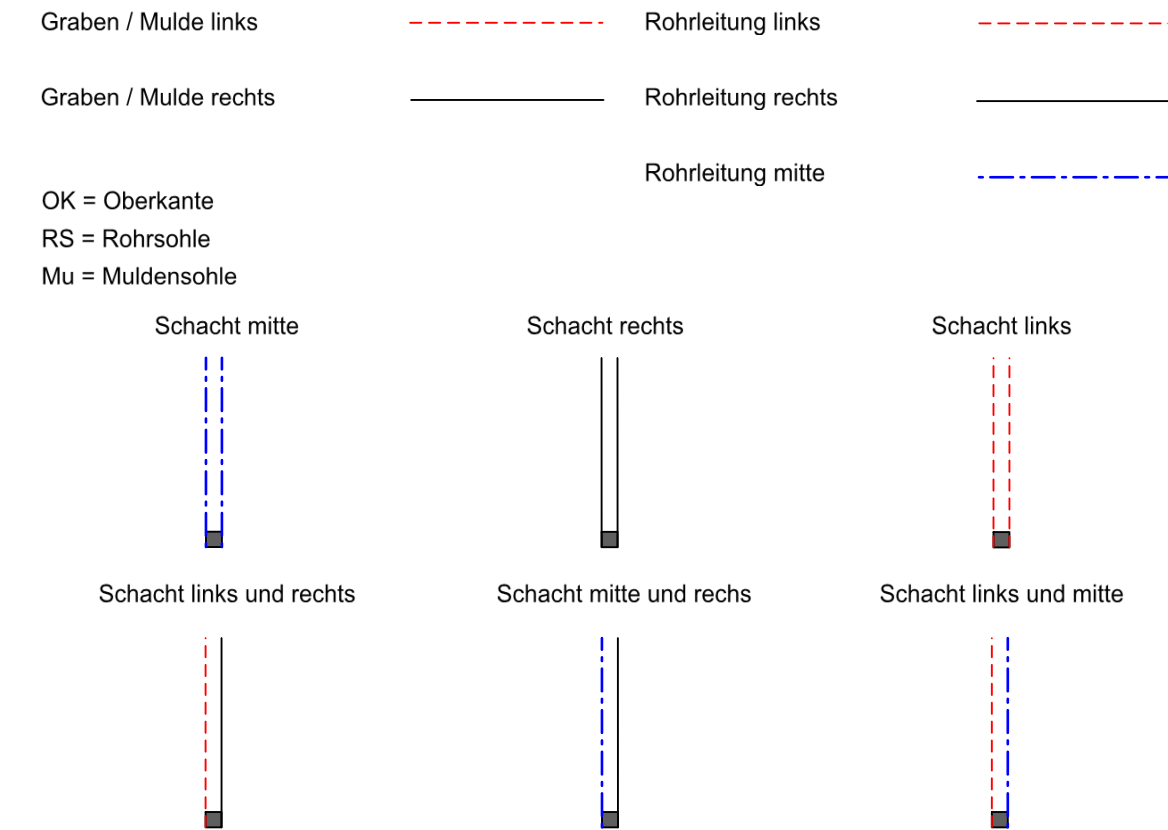 Graben / Mulde links
Rohrleitung links
Graben / Mulde rechts
Rohrleitung rechts
Rohrleitung mitte
OK = Oberkante
RS = Rohrsohle
Mu = Muldensohle
Schacht mitte
Schacht rechts
Schacht links
Schacht links und rechts
Schacht mitte und rechs
Schacht links und mitte